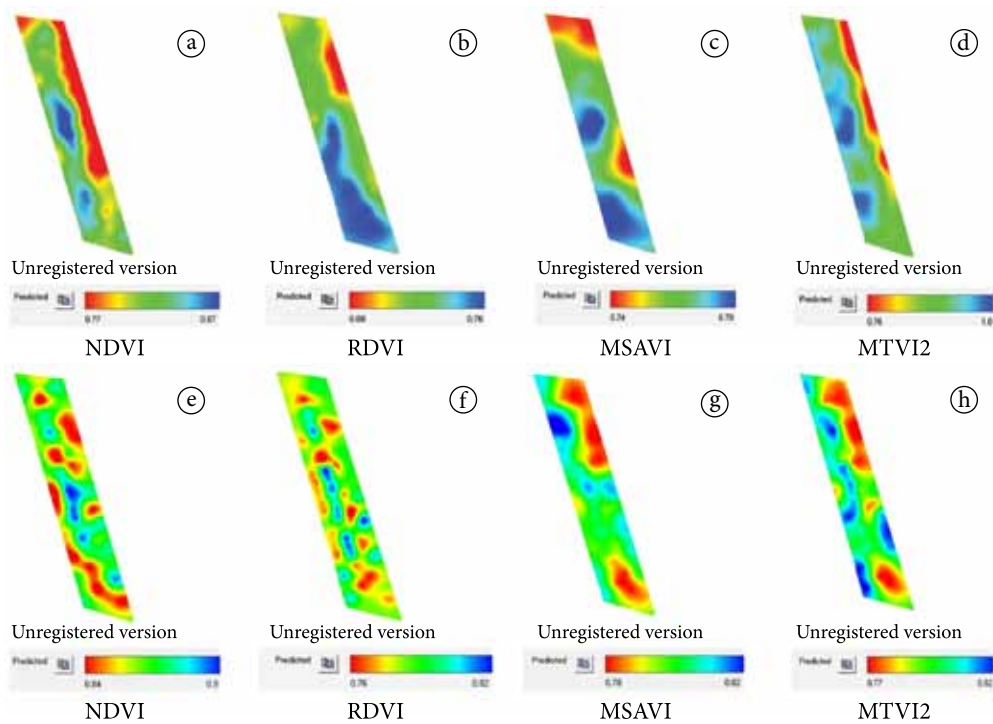 a b c d
Unregistered version Unregistered version Unregistered version Unregistered version
Predicted Predicted Predicted Predicted
0.77 0.87 0.68 0.76 0.74 0.79 0.76
NDVI RDVI MSAVI MTVI2
e f g h
Unregistered version Unregistered version Unregistered version Unregistered version
Predicted Predicted Predicted Predicted
0.84 0.9 0.76 0.82 0.78 0.82 0.77 0.82
NDVI RDVI MSAVI MTVI2